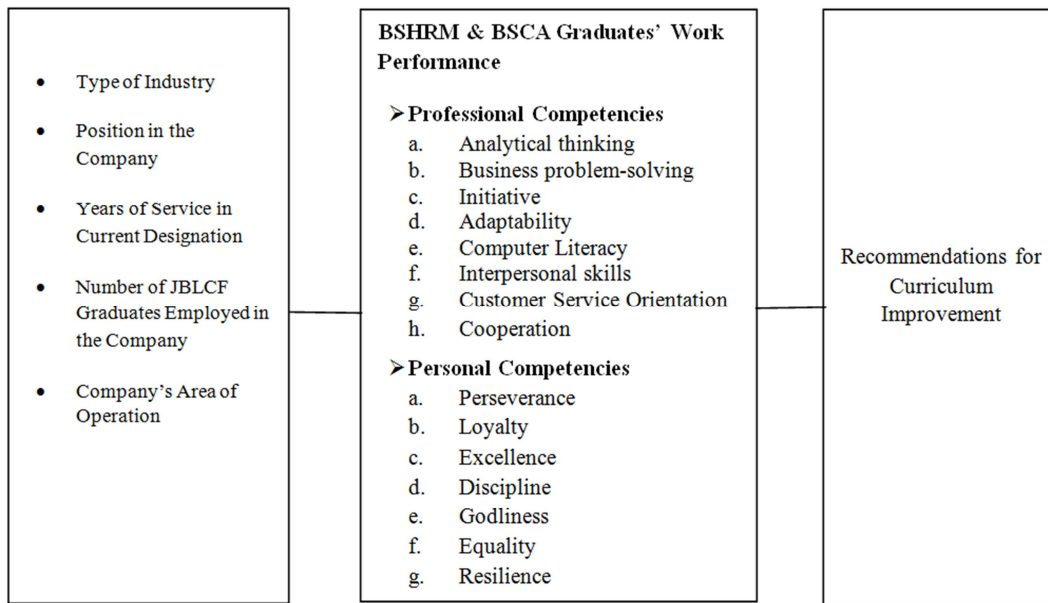 • Type of Industry
• Position in the
Company
• Years of Service in
Current Designation
• Number of JBLCF
Graduates Employed in
the Company
• Company's Area of
Operation
BSHRM & BSCA Graduates' Work
Performance
➢ Professional Competencies
a. Analytical thinking
b. Business problem-solving
c. Initiative
d. Adaptability
e. Computer Literacy
f. Interpersonal skills
g. Customer Service Orientation
h. Cooperation
➢ Personal Competencies
a. Perseverance
b. Loyalty
c. Excellence
d. Discipline
e. Godliness
f. Equality
g. Resilience
Recommendations for
Curriculum
Improvement